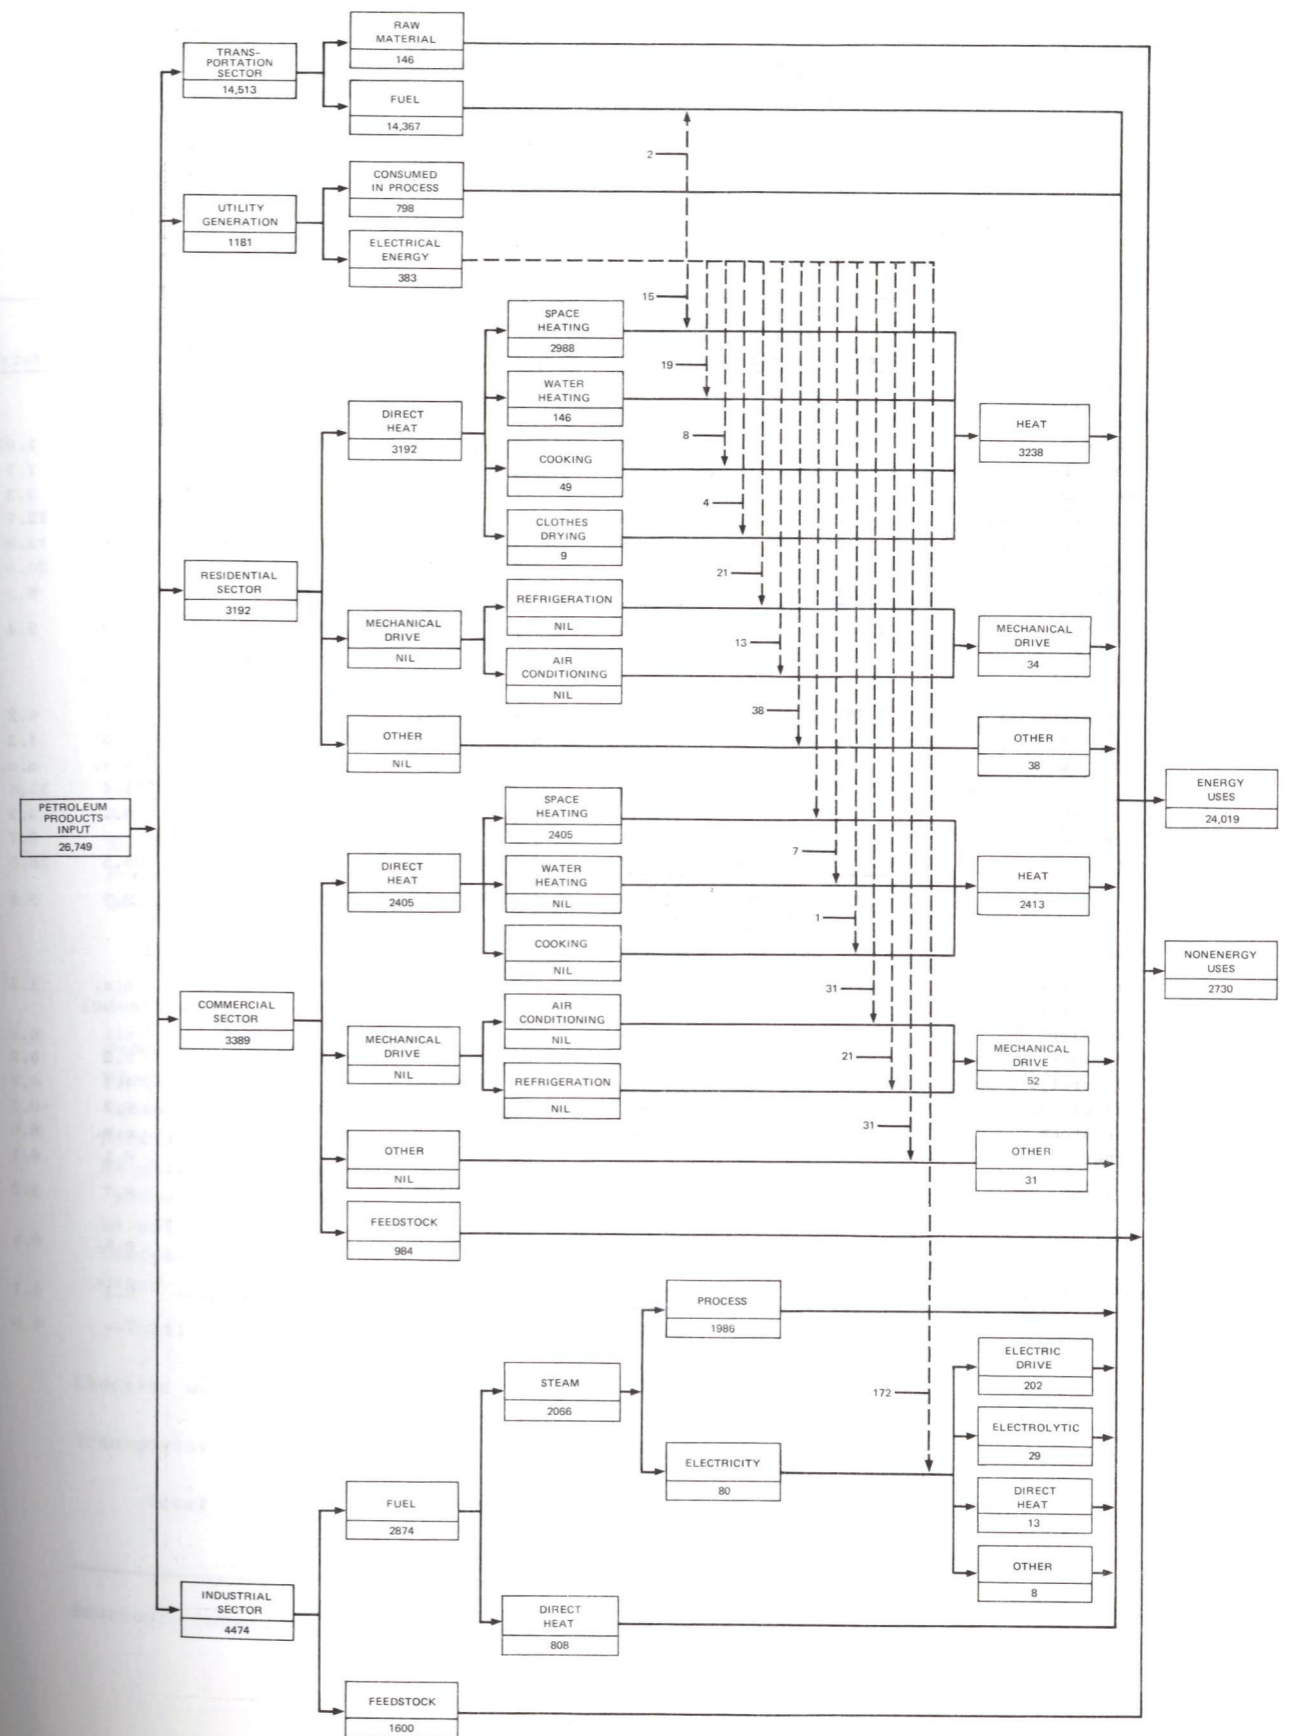 RAW
MATERIAL
146
TRANS-
PORTATION
SECTOR
14,513
FUEL
14,367
2
CONSUMED
IN PROCESS
798
UTILITY
GENERATION
1181
ELECTRICAL
ENERGY
383
15
SPACE
HEATING
2988
19
WATER
HEATING
146
DIRECT
HEAT
3192
HEAT
3238
8
COOKING
49
4
CLOTHES
DRYING
9
RESIDENTIAL
SECTOR
3192
21
REFRIGERATION
NIL
MECHANICAL
DRIVE
NIL
13
MECHANICAL
DRIVE
34
AIR
CONDITIONING
NIL
38
OTHER
NIL
OTHER
38
ENERGY
USES
24,019
PETROLEUM
PRODUCTS
INPUT
26,749
SPACE
HEATING
2405
7
DIRECT
HEAT
2405
WATER
HEATING
NIL
HEAT
2413
1
COOKING
NIL
NONENERGY
USES
2730
COMMERCIAL
SECTOR
3389
31
AIR
CONDITIONING
NIL
MECHANICAL
DRIVE
NIL
21
MECHANICAL
DRIVE
52
REFRIGERATION
NIL
31
OTHER
NIL
OTHER
31
FEEDSTOCK
984
PROCESS
1986
STEAM
2066
172
ELECTRIC
DRIVE
202
ELECTROLYTIC
29
ELECTRICITY
80
FUEL
2874
DIRECT
HEAT
13
OTHER
8
INDUSTRIAL
SECTOR
4474
DIRECT
HEAT
808
FEEDSTOCK
1600